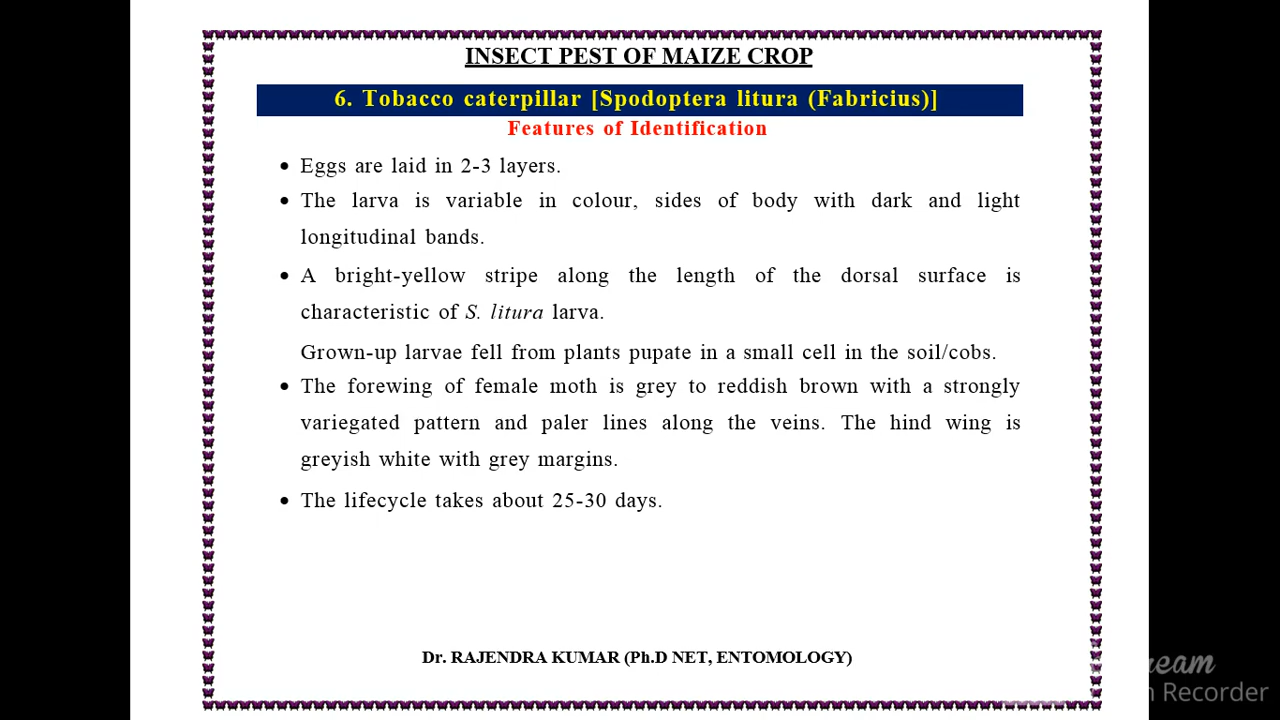 INSECT PEST OF MAIZE CROP
6. Tobacco caterpillar [Spodoptera litura (Fabricius)]
Features of Identification
• Eggs are laid in 2-3 layers.
• The larva is variable in colour, sides of body with dark and light
longitudinal bands.
• A bright-yellow stripe along the length of the dorsal surface is
characteristic of S. litura larva.
Grown-up larvae fell from plants pupate in a small cell in the soil/cobs.
• The forewing of female moth is grey to reddish brown with a strongly
variegated pattern and paler lines along the veins. The hind wing is
greyish white with grey margins.
• The lifecycle takes about 25-30 days.
Dr. RAJENDRA KUMAR (Ph.D NET, ENTOMOLOGY)
Recorder